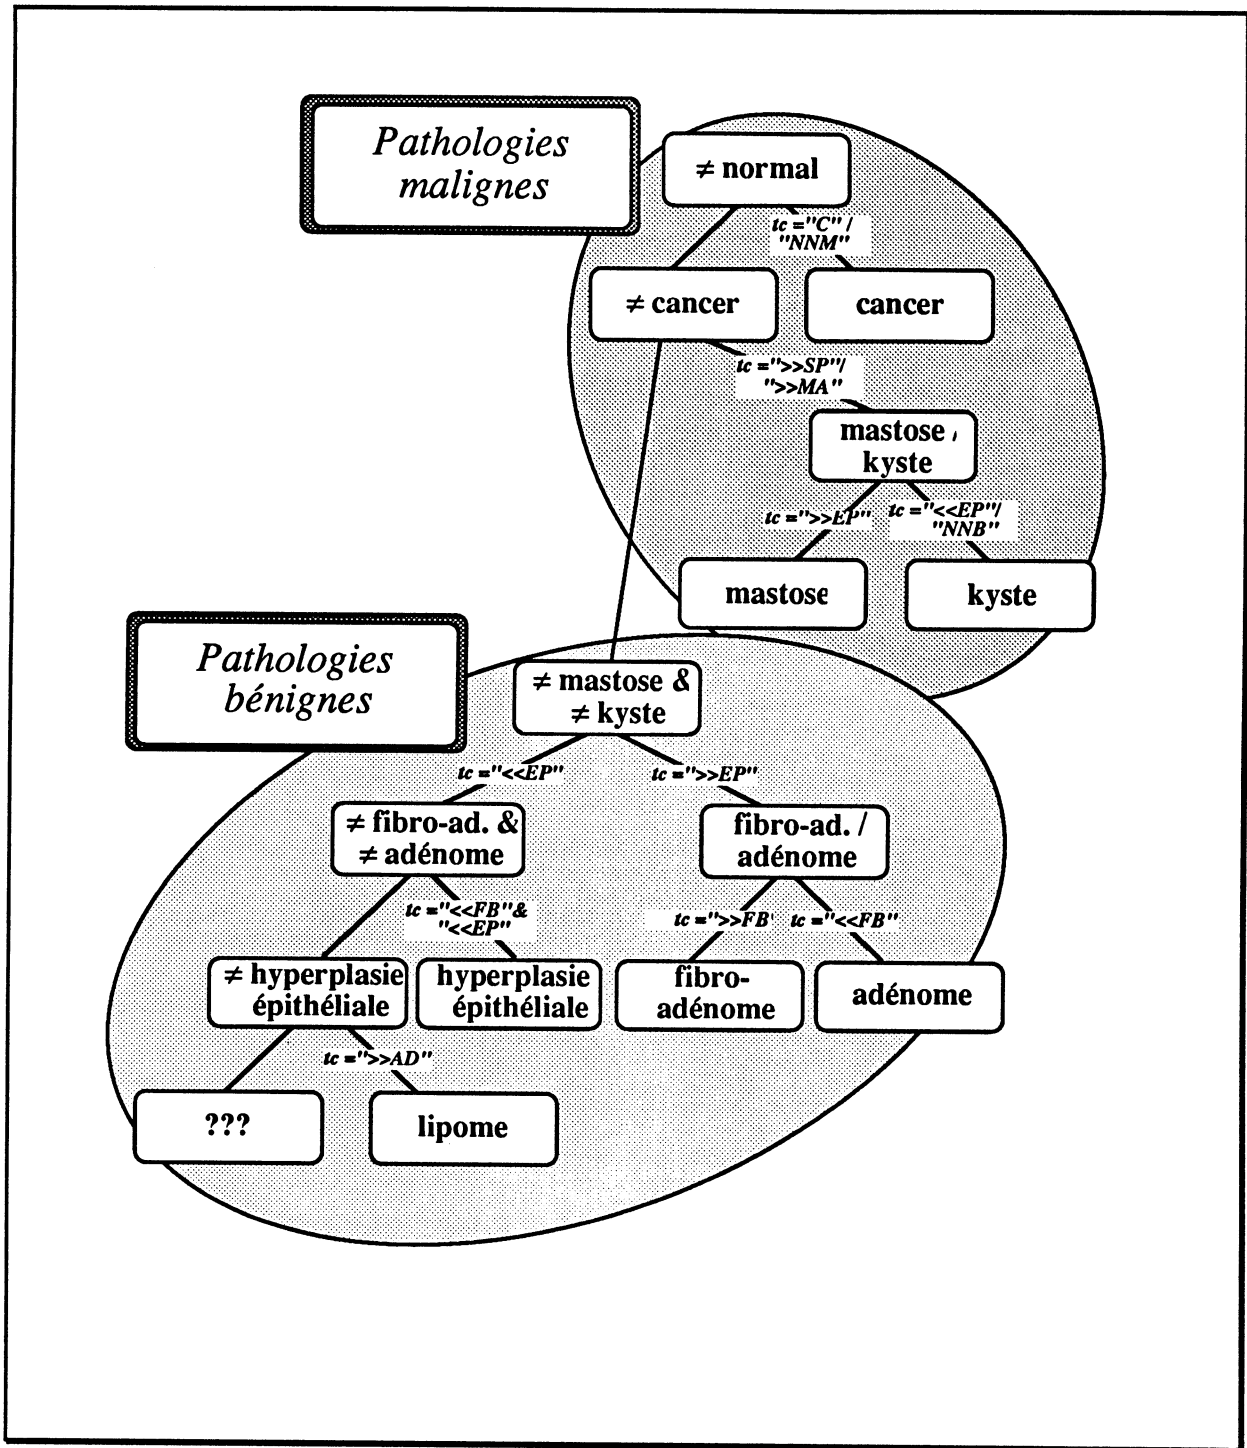 Pathologies
malignes
≠ normal
tc ="C" /
"NNM"
≠ cancer
cancer
tc =">>SP"/
">>MA"
mastose /
kyste
tc =">>EP"
tc ="<<EP"/
"NNB"
mastose
kyste
Pathologies
bénignes
≠ mastose &
≠ kyste
tc ="<<EP"
tc =">>EP"
≠ fibro-ad. &
≠ adénome
fibro-ad. /
adénome
tc ="<<FB"&
"<<EP"
tc =">>FB'
tc ="<<FB"
≠ hyperplasie
épithéliale
hyperplasie
épithéliale
fibro-
adénome
adénome
tc =">>AD"
???
lipome